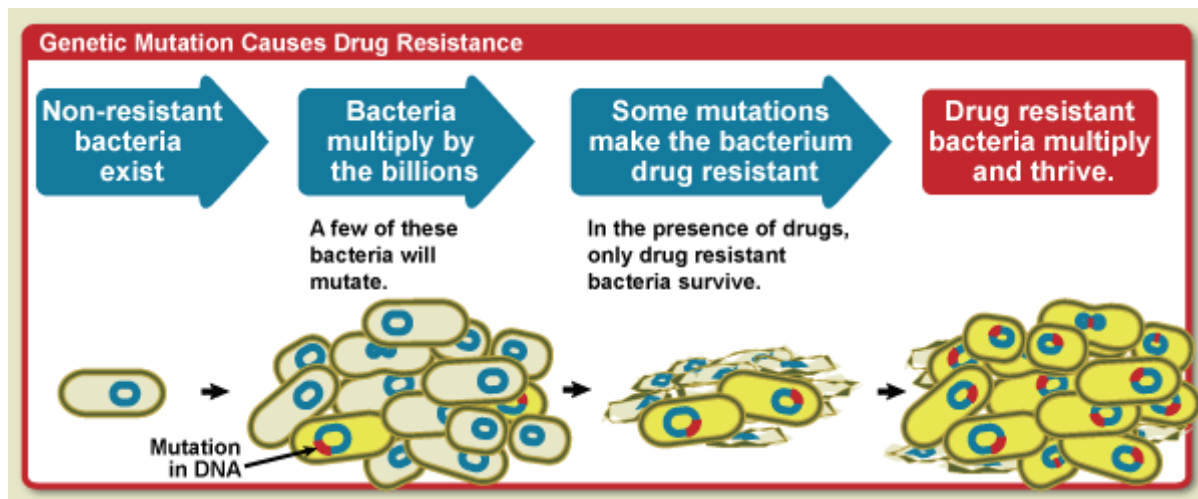 Genetic Mutation Causes Drug Resistance
Non-resistant
bacteria
exist
Bacteria
multiply by
the billions
Some mutations
make the bacterium
drug resistant
Drug resistant
bacteria multiply
and thrive.
A few of these
bacteria will
mutate.
In the presence of drugs,
only drug resistant
bacteria survive.
Mutation
in DNA